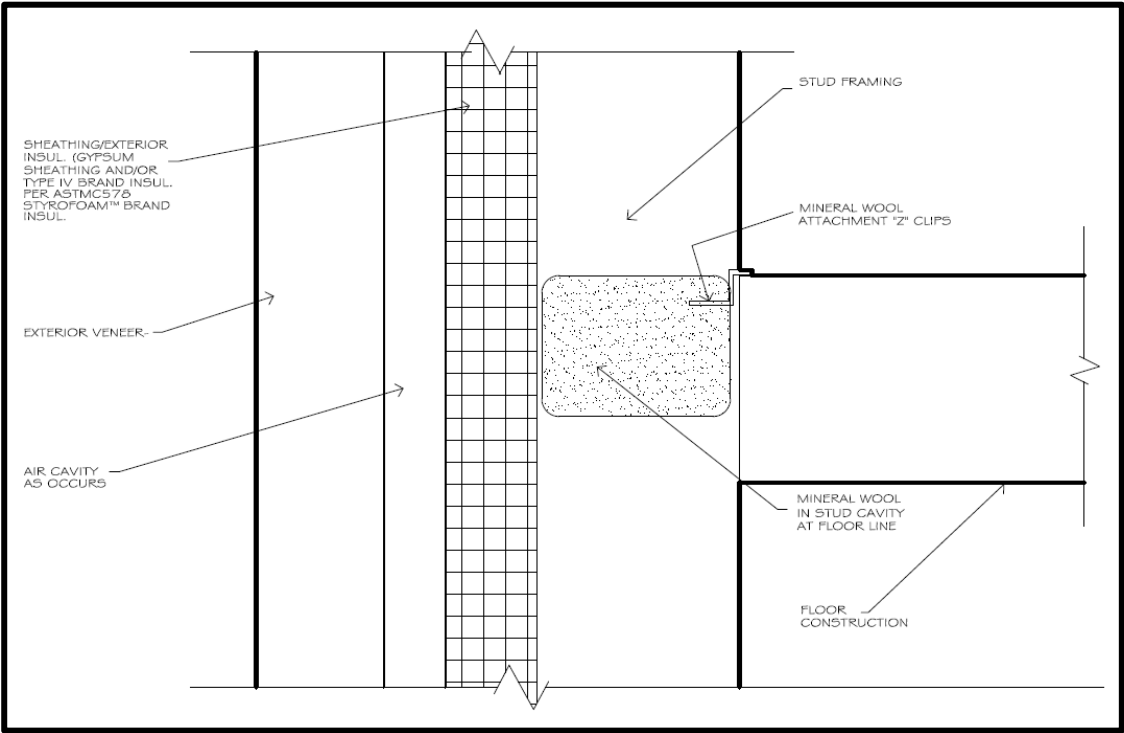 SHEATHING/EXTERIOR
INSUL. (GYPSUM
SHEATHING AND/OR
TYPE IV BRAND INSUL.
PER ASTMC578
STYROFOAM™ BRAND
INSUL.
EXTERIOR VENEER-
AIR CAVITY
AS OCCURS
STUD FRAMING
MINERAL WOOL
ATTACHMENT "Z" CLIPS
MINERAL WOOL
IN STUD CAVITY
AT FLOOR LINE
FLOOR
CONSTRUCTION